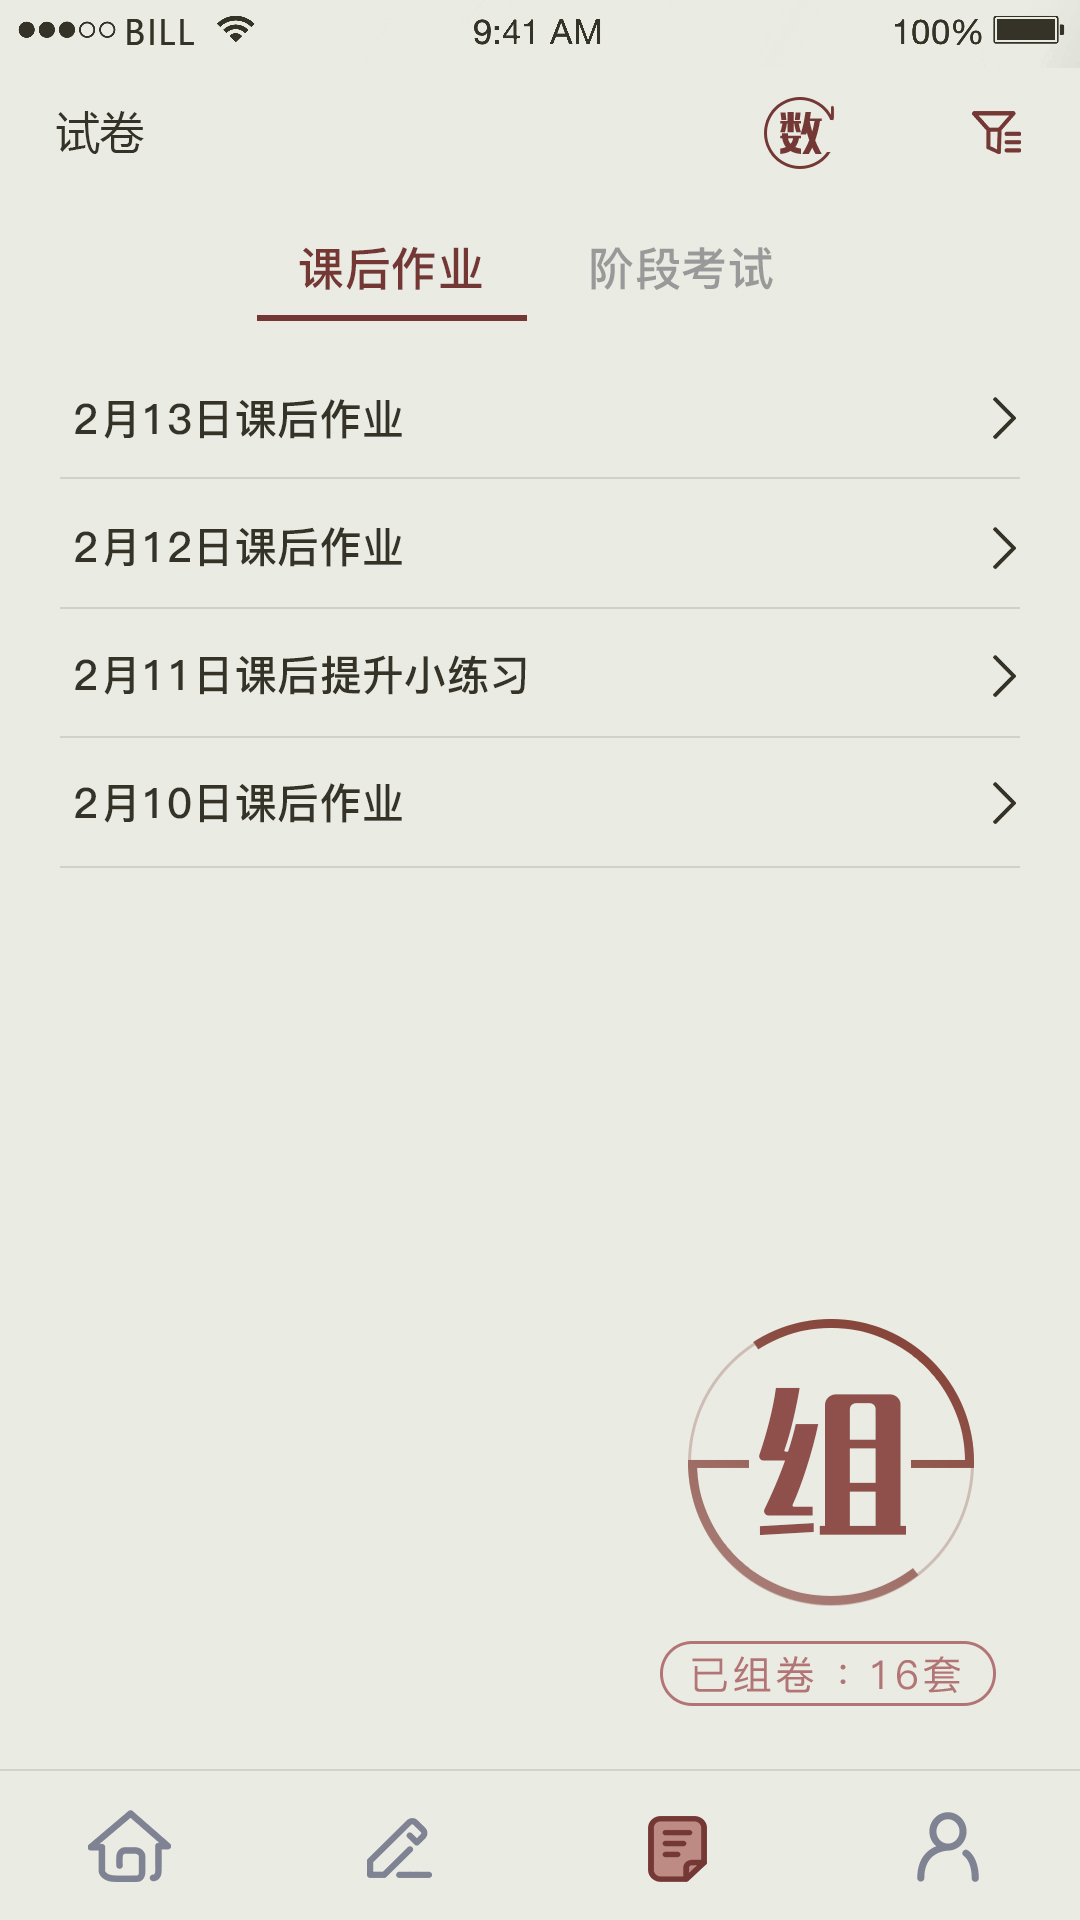 BILL 9:41 AM 100%
试卷 数
课后作业 阶段考试
2月13日课后作业
2月12日课后作业
2月11日课后提升小练习
2月10日课后作业
组
已组卷：16套